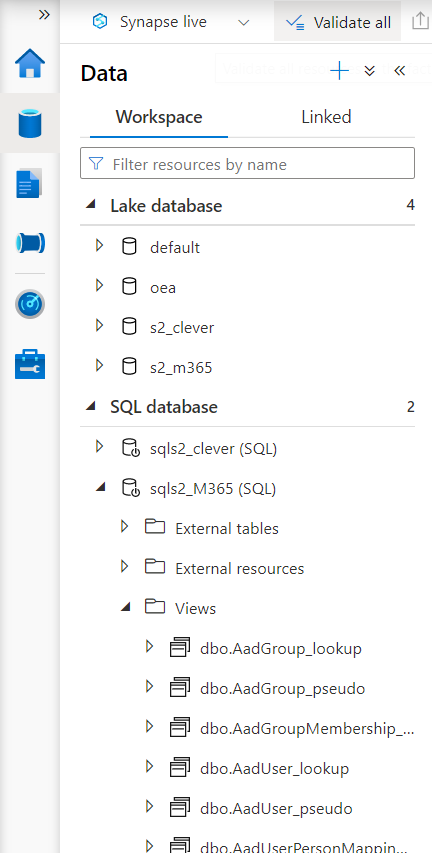 Synapse live
Validate all
Data
Workspace
Linked
Filter resources by name
Lake database 4
default
oea
s2_clever
s2_m365
SQL database 2
sqls2_clever (SQL)
sqls2_M365 (SQL)
External tables
External resources
Views
dbo.AadGroup_lookup
dbo.AadGroup_pseudo
dbo.AadGroupMembership_...
dbo.AadUser_lookup
dbo.AadUser_pseudo
dbo.AadUserPersonMappin...